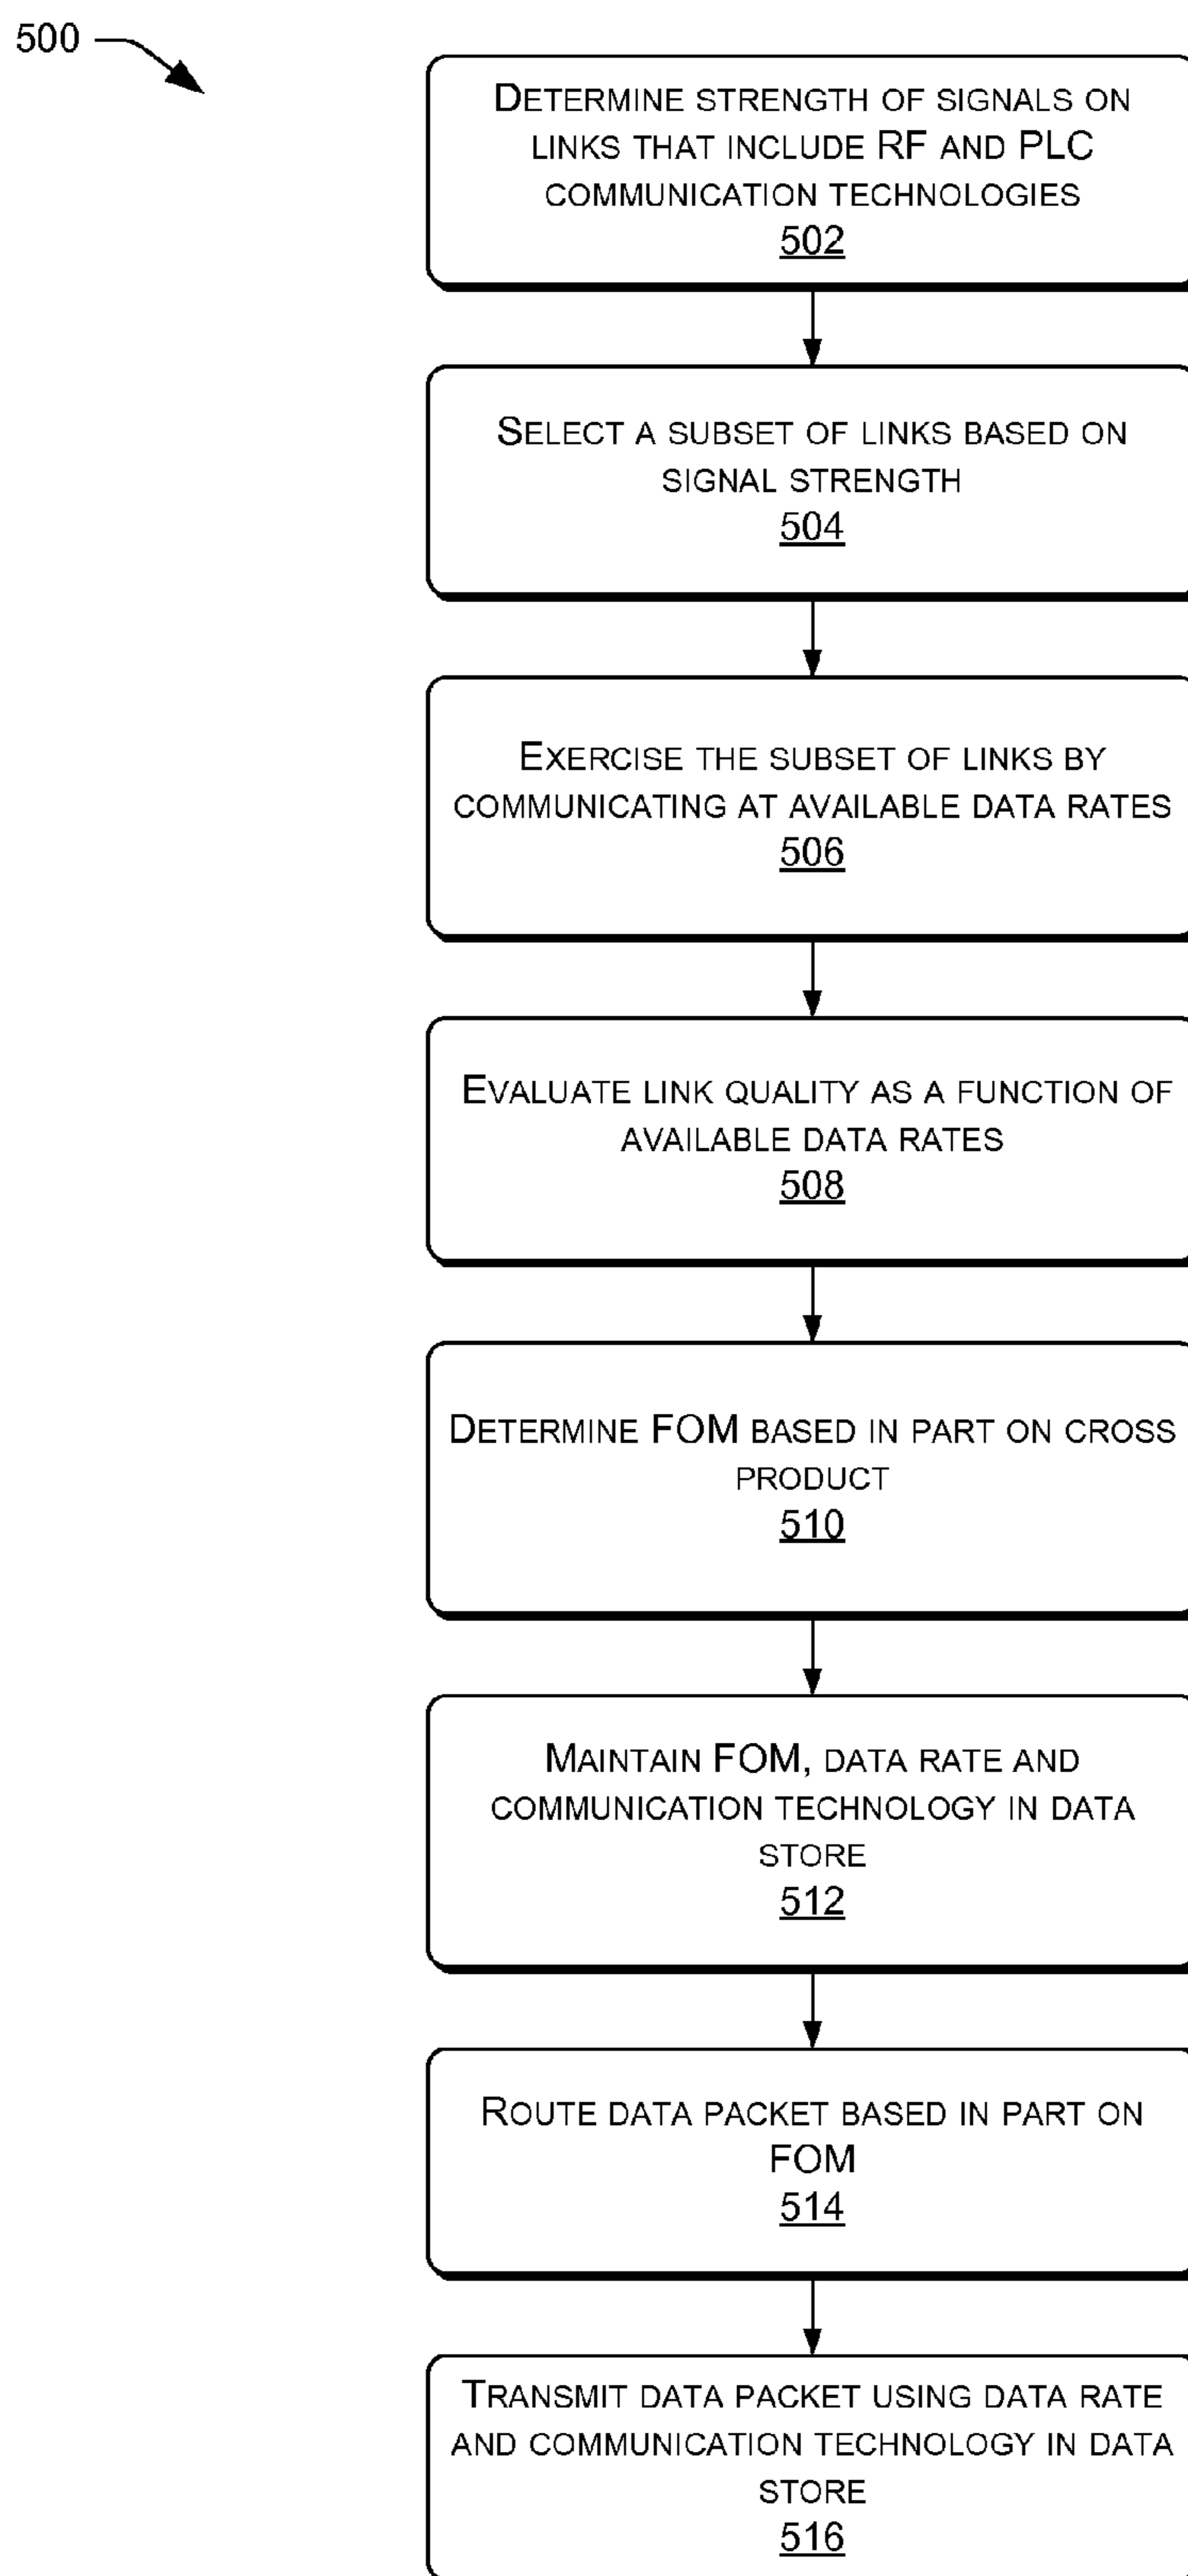 500
DETERMINE STRENGTH OF SIGNALS ON
LINKS THAT INCLUDE RF AND PLC
COMMUNICATION TECHNOLOGIES
502
SELECT A SUBSET OF LINKS BASED ON
SIGNAL STRENGTH
504
EXERCISE THE SUBSET OF LINKS BY
COMMUNICATING AT AVAILABLE DATA RATES
506
EVALUATE LINK QUALITY AS A FUNCTION OF
AVAILABLE DATA RATES
508
DETERMINE FOM BASED IN PART ON CROSS
PRODUCT
510
MAINTAIN FOM, DATA RATE AND
COMMUNICATION TECHNOLOGY IN DATA
STORE
512
ROUTE DATA PACKET BASED IN PART ON
FOM
514
TRANSMIT DATA PACKET USING DATA RATE
AND COMMUNICATION TECHNOLOGY IN DATA
STORE
516